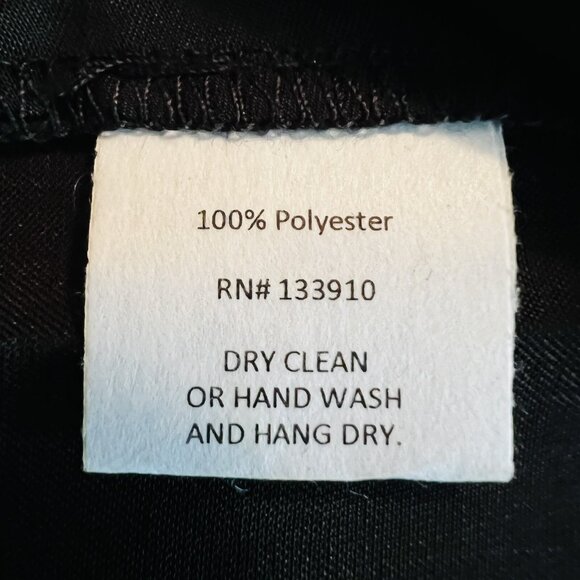 100% Polyester
RN# 133910
DRY CLEAN
OR HAND WASH
AND HANG DRY.